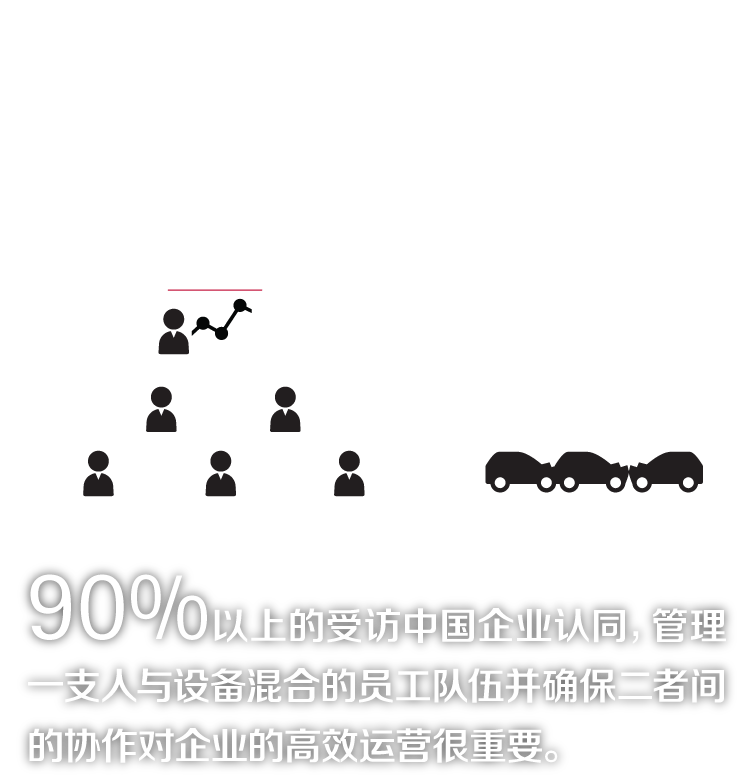 90%以上的受访中国企业认同，管理
一支人与设备混合的员工队伍并确保二者间
的协作对企业的高效运营很重要。